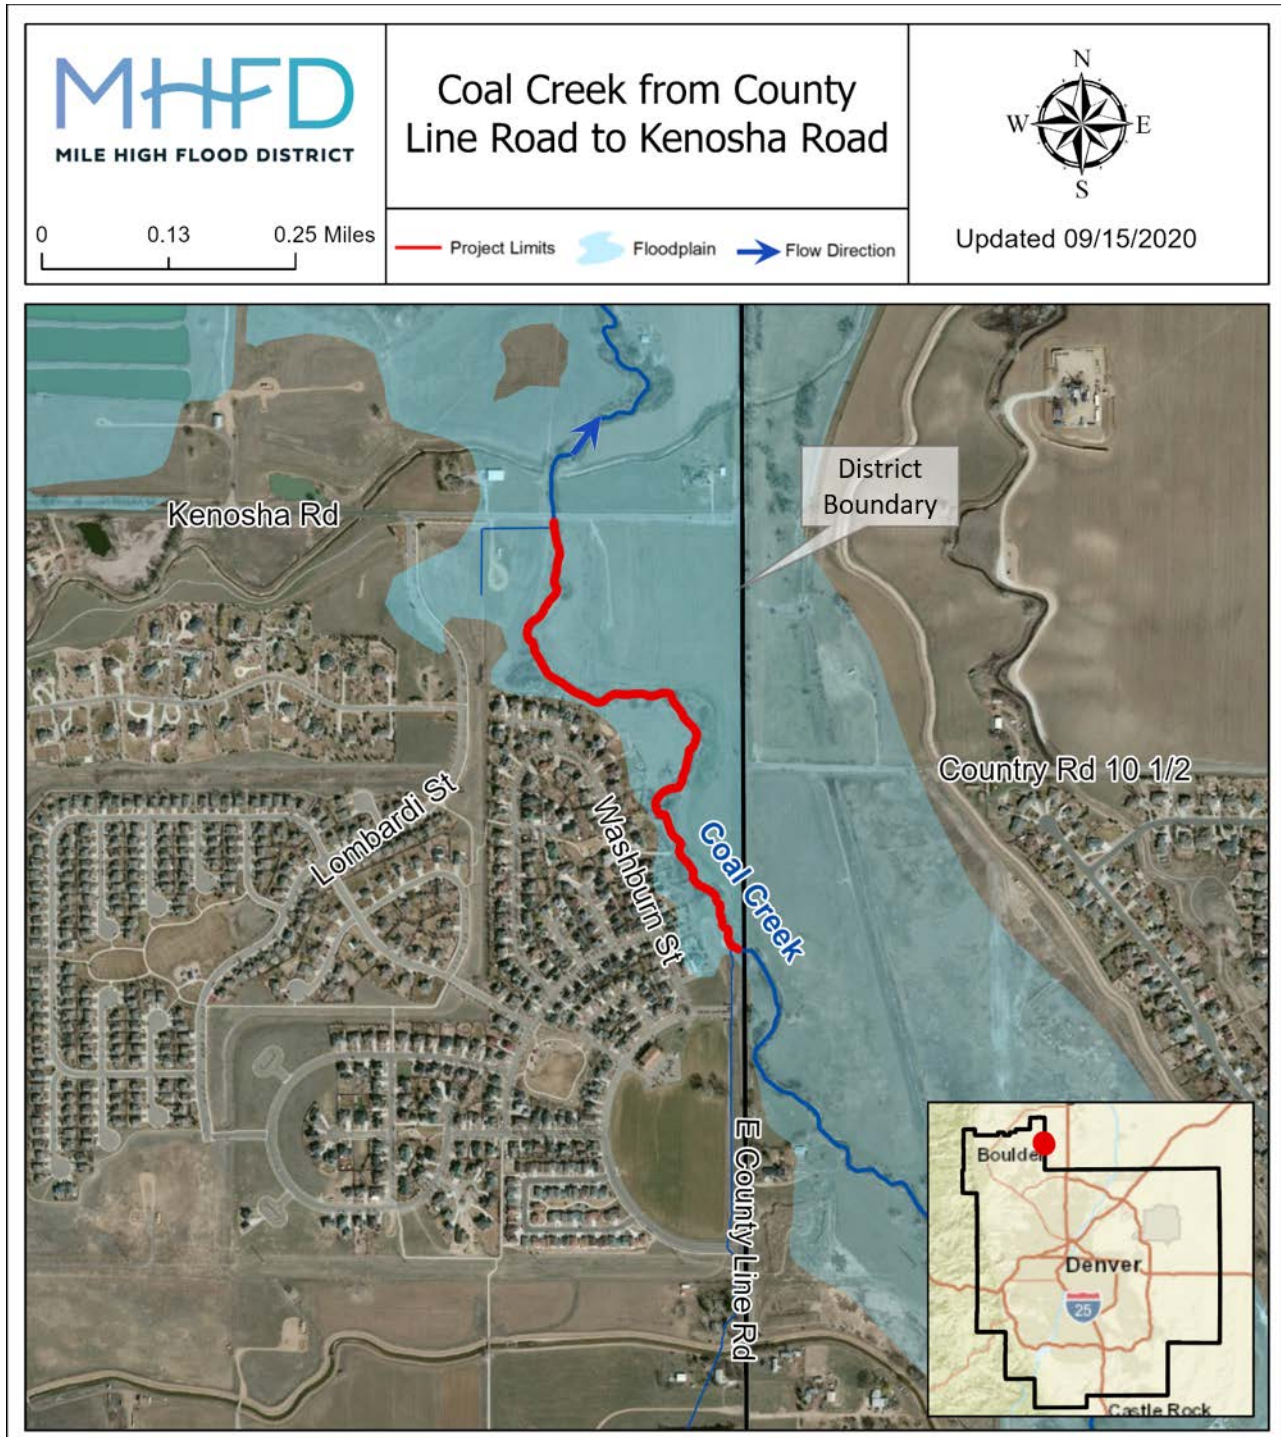 MHFD
MILE HIGH FLOOD DISTRICT
0 0.13 0.25 Miles
Coal Creek from County
Line Road to Kenosha Road
Project Limits Floodplain Flow Direction
N
W E
S
Updated 09/15/2020
District
Boundary
Kenosha Rd
Country Rd 10 1/2
Lombardi St
Washburn St
Coal Creek
E County Line Rd
Boulder
Denver
25
Castle Rock